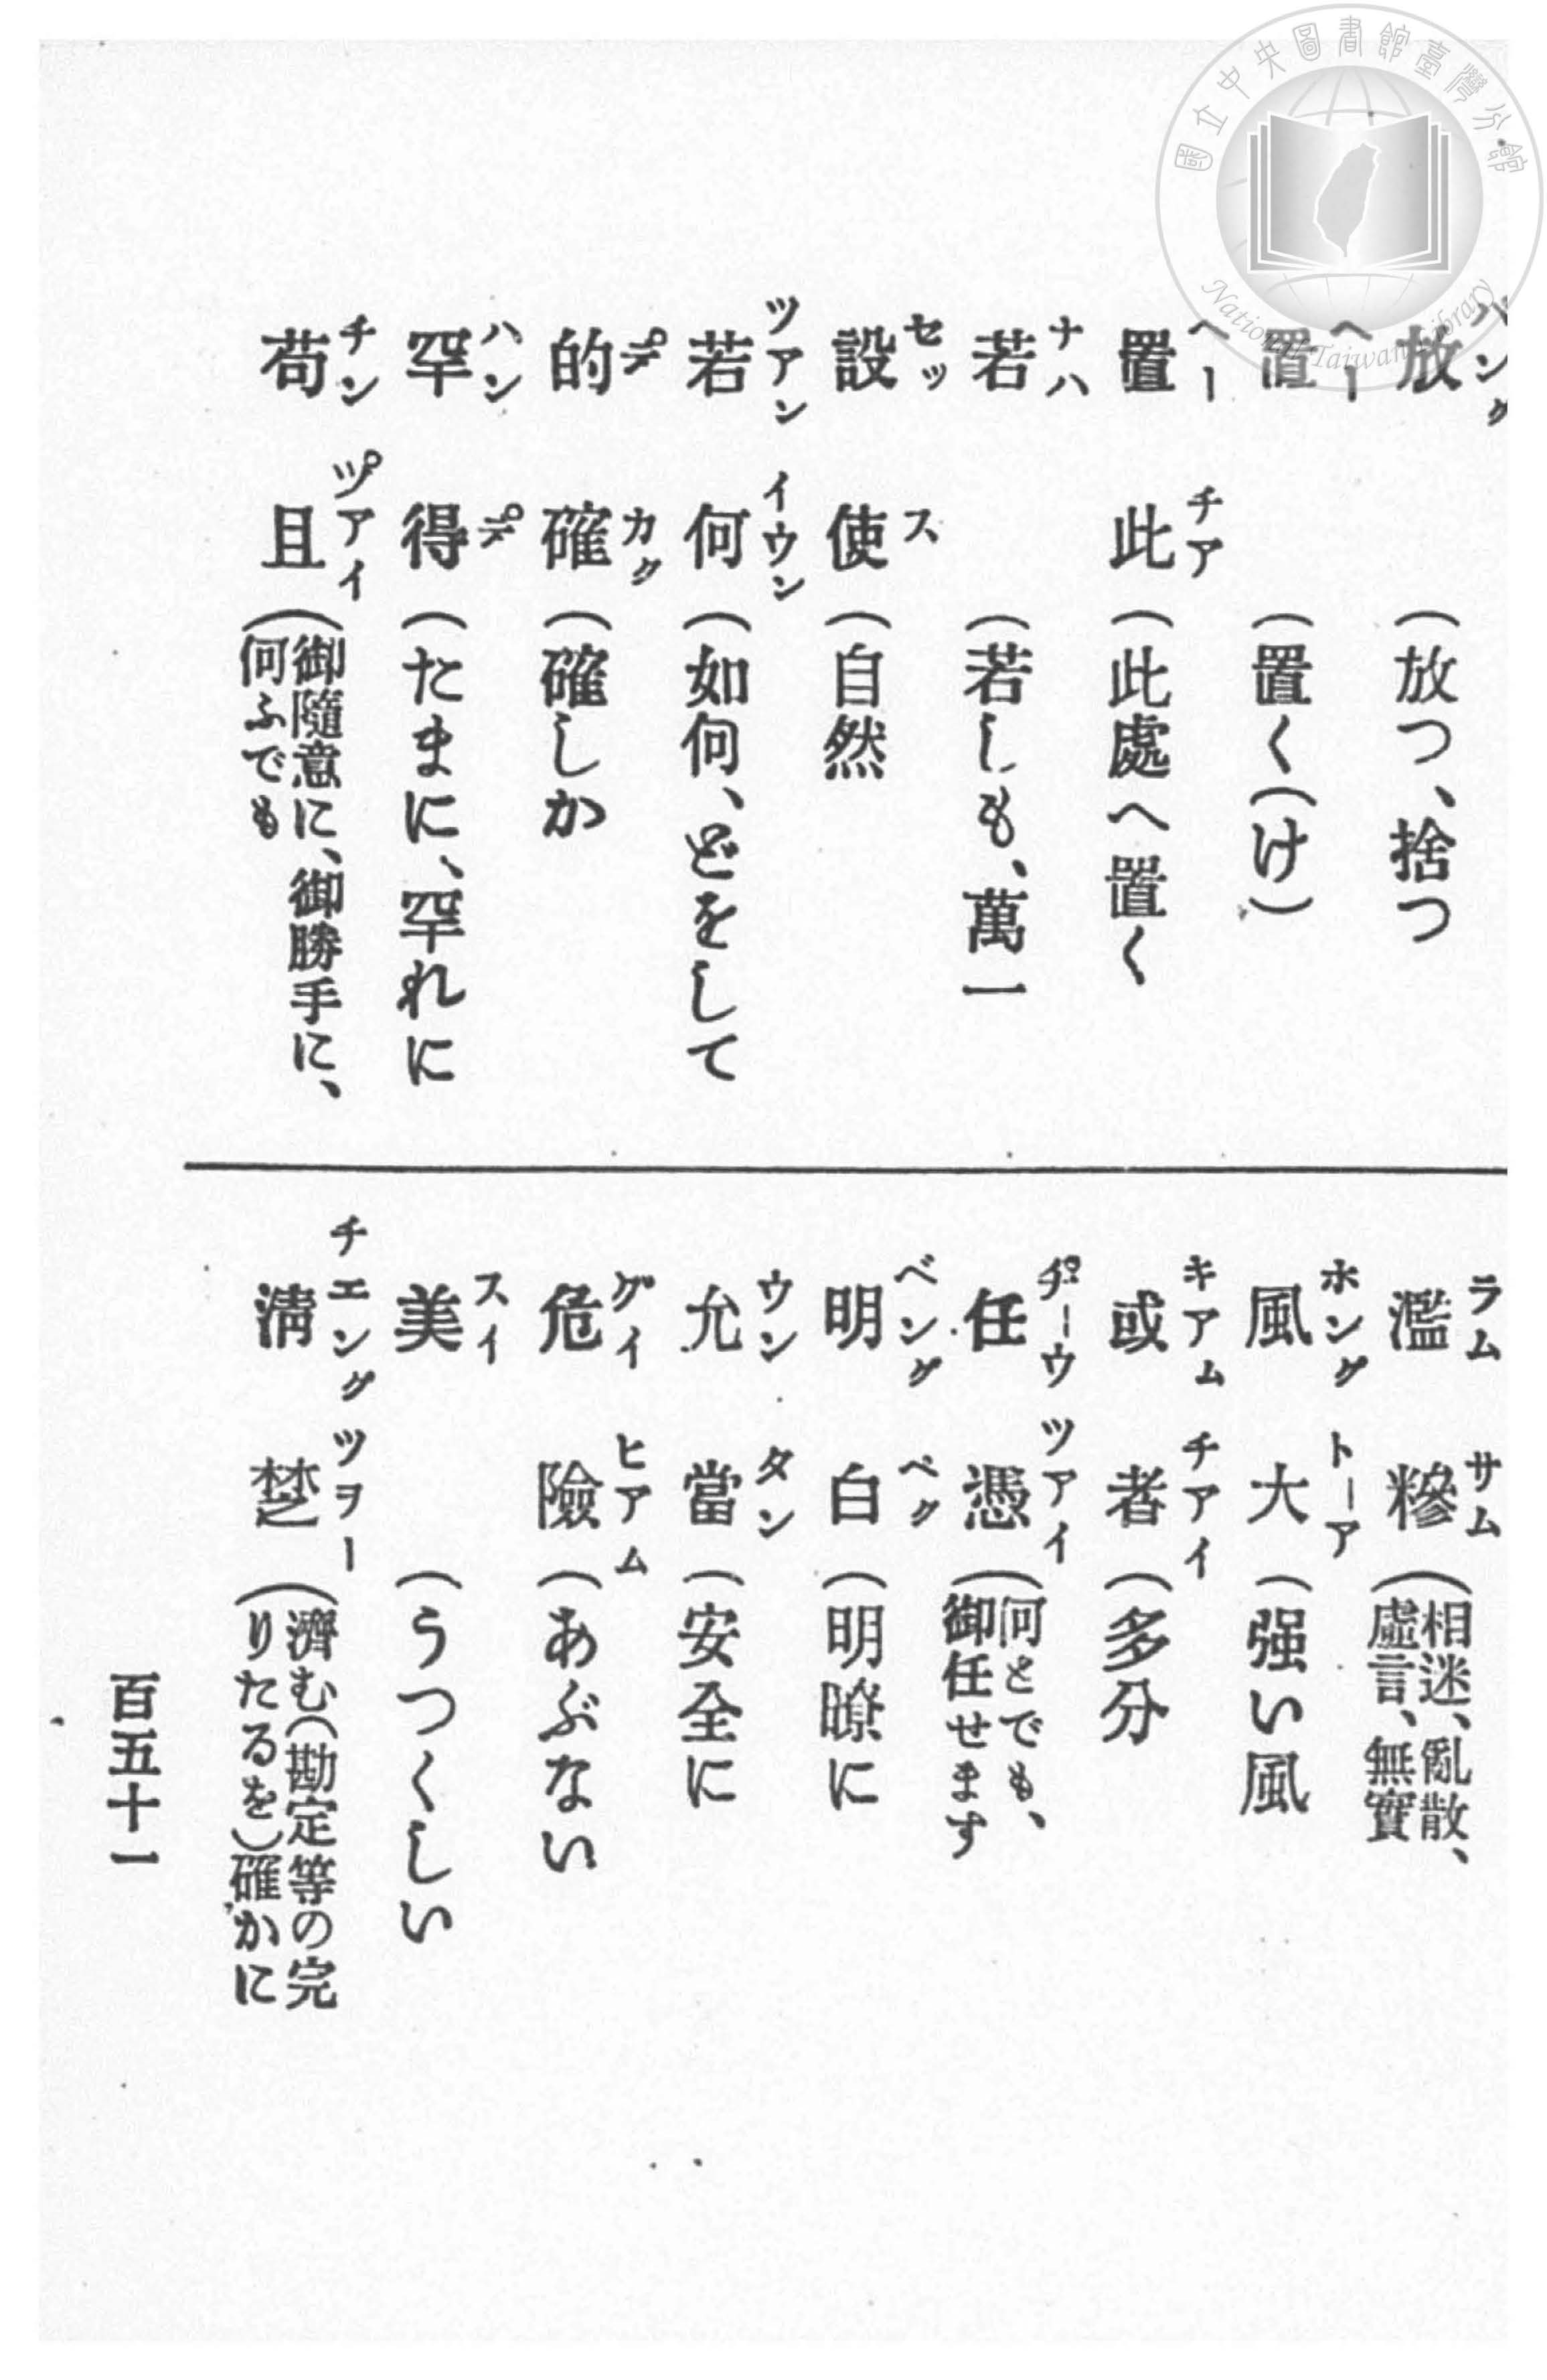 國立中央圖書館臺灣分館
National Taiwan Library
放 パング (放つ、捨つ
置 ヘー (置く(け)
置此 ヘーチア (此處へ置く
若 ナハ (若しも、萬一
設使 セッス (自然
若何 ツアンイウン (如何、どをして
的確 カク (確しか
罕得 ハン (たまに、罕れに
苟且 チンツアイ (御隨意に、御勝手に、
何ふでも
濫糝 ラムサム (相迷、亂散、
虛言、無實
風大 ホングトーア (强い風
或者 キアムチアイ (多分
任憑 ツアイ (何とでも、
御任せます
明白 ベングベク (明瞭に
允當 ウンタン (安全に
危險 グイヒアム (あぶない
美 スイ (うつくしい
淸楚 チエングツヲー (濟む(勘定等の完
りたるを)確かに
百五十一